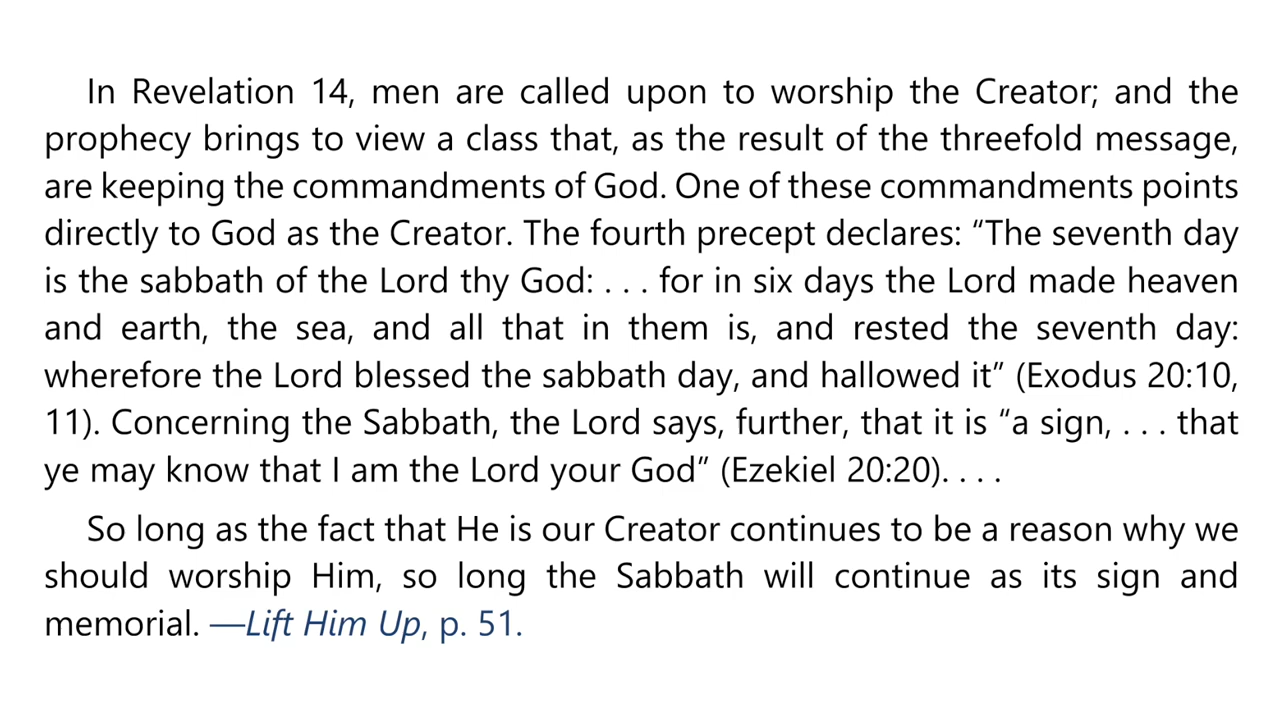 In Revelation 14, men are called upon to worship the Creator; and the
prophecy brings to view a class that, as the result of the threefold message,
are keeping the commandments of God. One of these commandments points
directly to God as the Creator. The fourth precept declares: “The seventh day
is the sabbath of the Lord thy God: . . . for in six days the Lord made heaven
and earth, the sea, and all that in them is, and rested the seventh day:
wherefore the Lord blessed the sabbath day, and hallowed it” (Exodus 20:10,
11). Concerning the Sabbath, the Lord says, further, that it is “a sign, . . . that
ye may know that I am the Lord your God” (Ezekiel 20:20). . . .
So long as the fact that He is our Creator continues to be a reason why we
should worship Him, so long the Sabbath will continue as its sign and
memorial. —Lift Him Up, p. 51.